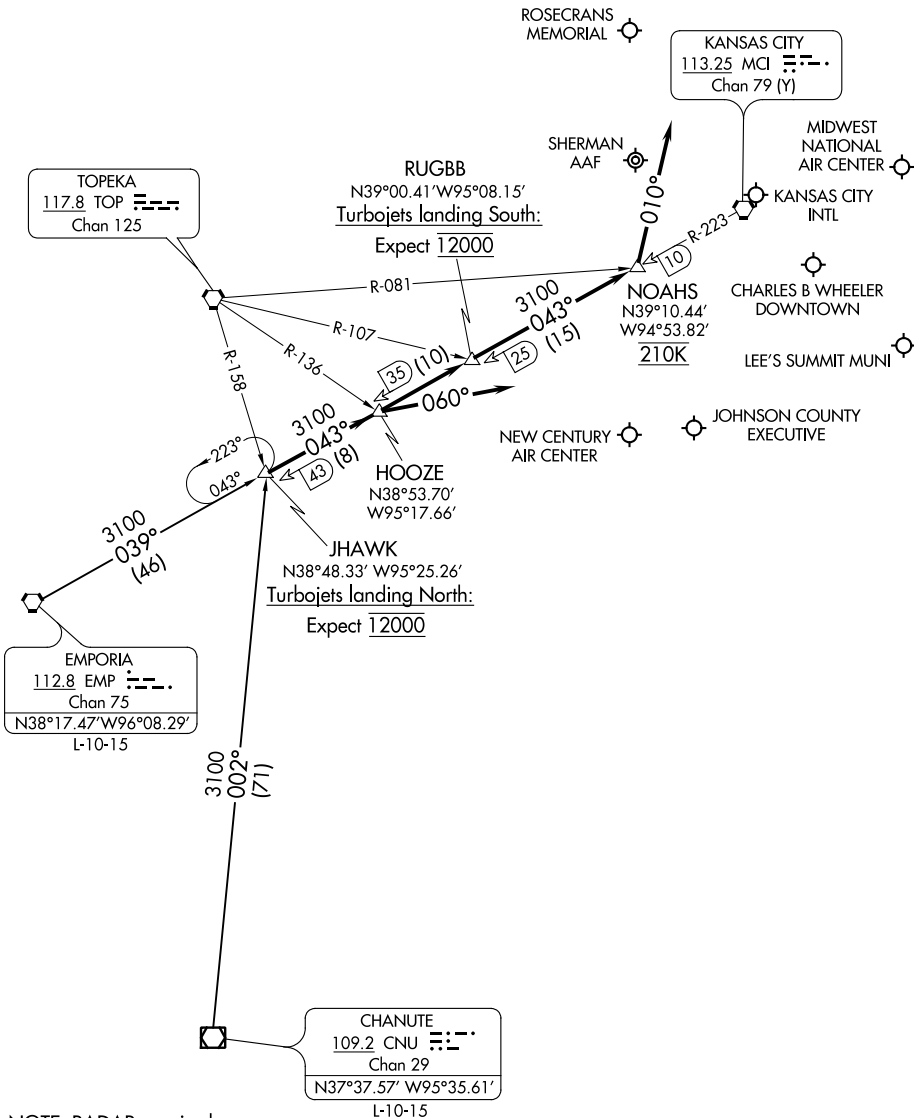 ROSECRANS
MEMORIAL
KANSAS CITY
113.25 MCI
Chan 79 (Y)
MIDWEST
NATIONAL
AIR CENTER
SHERMAN
AAF
RUGBB
N39°00.41'W95°08.15'
Turbojets landing South:
Expect 12000
TOPEKA
117.8 TOP
Chan 125
010°
KANSAS CITY
INTL
R-223
10
R-081
NOAHS
N39°10.44'
W94°53.82'
210K
CHARLES B WHEELER
DOWNTOWN
3100
043°
(15)
R-107
25
LEE'S SUMMIT MUNI
R-136
35
(10)
R-158
060°
3100
043°
(8)
43
NEW CENTURY
AIR CENTER
JOHNSON COUNTY
EXECUTIVE
223°
043°
HOOZE
N38°53.70'
W95°17.66'
3100
039°
(46)
JHAWK
N38°48.33' W95°25.26'
Turbojets landing North:
Expect 12000
EMPORIA
112.8 EMP
Chan 75
N38°17.47'W96°08.29'
L-10-15
3100
002°
(71)
CHANUTE
109.2 CNU
Chan 29
N37°37.57' W95°35.61'
L-10-15